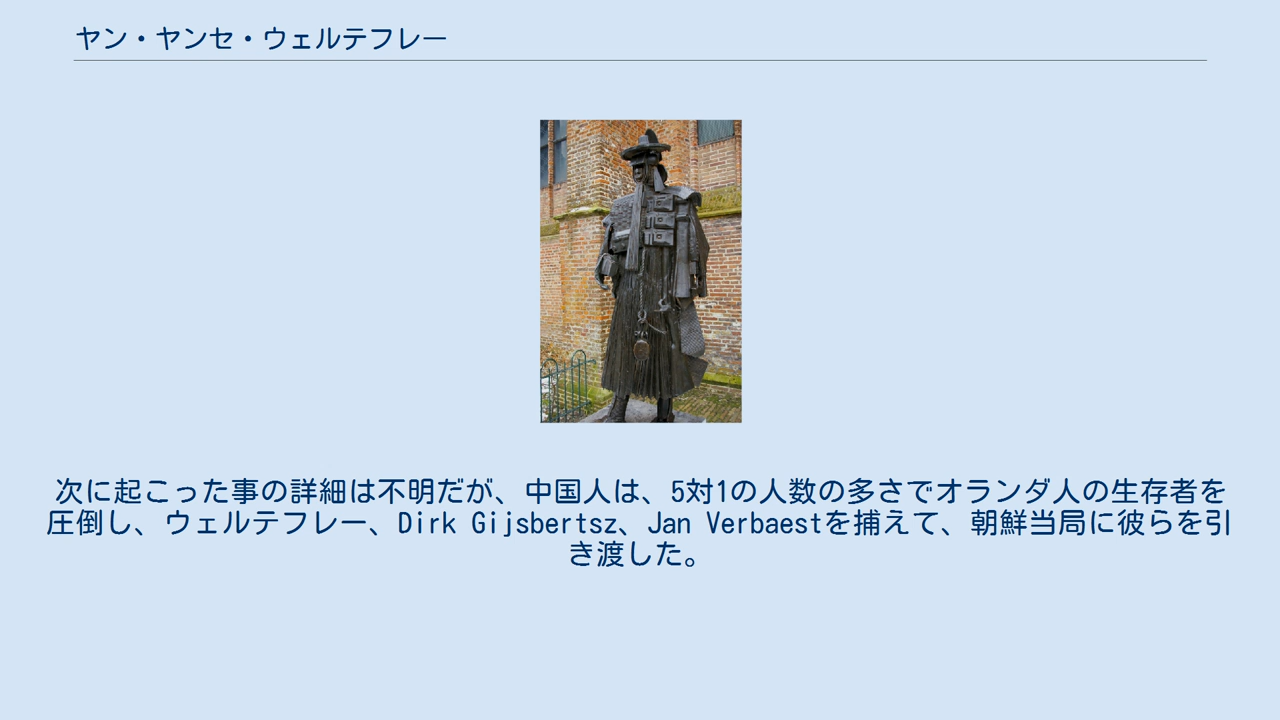 ヤン・ヤンセ・ウェルテフレー
次に起こった事の詳細は不明だが、中国人は、5対1の人数の多さでオランダ人の生存者を
圧倒し、ウェルテフレー、Dirk Gijsbertsz、Jan Verbaestを捕えて、朝鮮当局に彼らを引
き渡した。